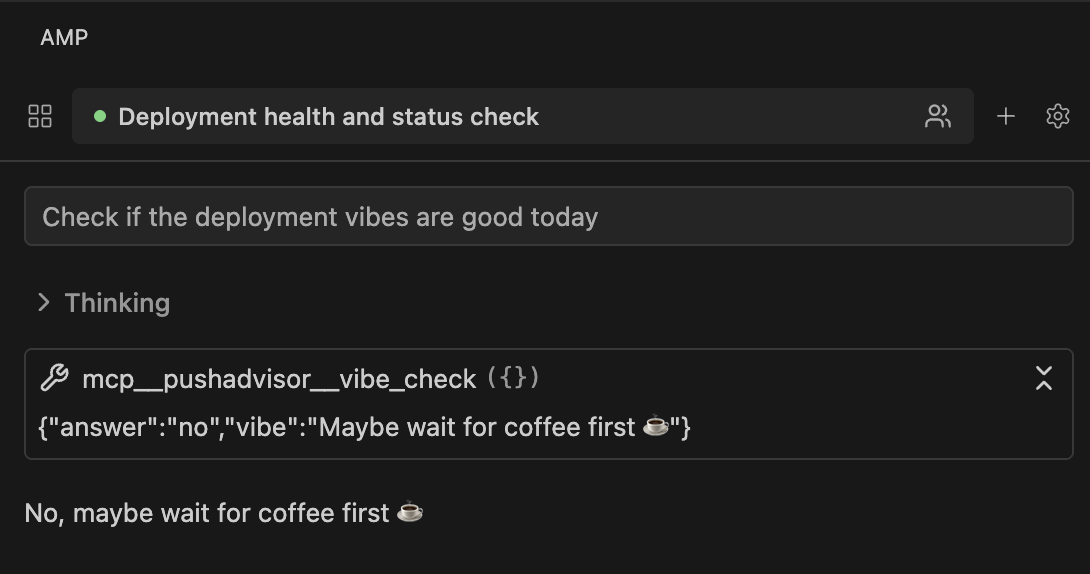 AMP
Deployment health and status check
Check if the deployment vibes are good today
Thinking
mcp__pushadvisor__vibe_check ({})
{"answer":"no","vibe":"Maybe wait for coffee first ☕"}
No, maybe wait for coffee first ☕